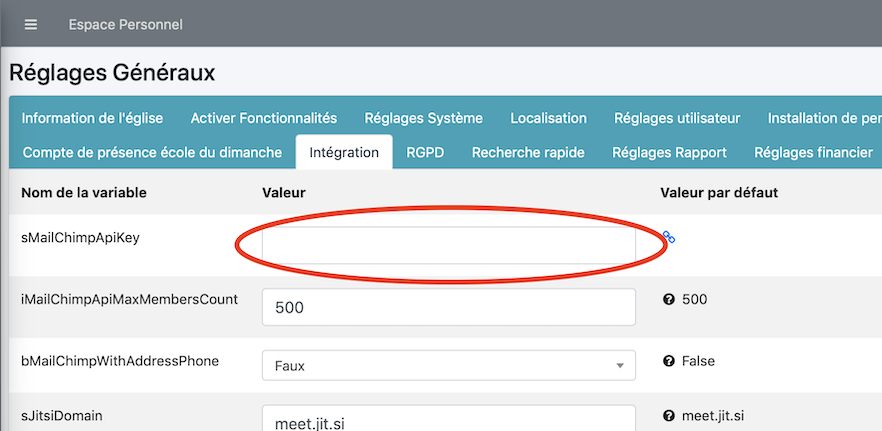 Espace Personnel
Réglages Généraux
Information de l'église Activer Fonctionnalités Réglages Système Localisation Réglages utilisateur Installation de per
Compte de présence école du dimanche Intégration RGPD Recherche rapide Réglages Rapport Réglages financier
Nom de la variable Valeur Valeur par défaut
sMailChimpApiKey
iMailChimpApiMaxMembersCount 500 500
bMailChimpWithAddressPhone Faux False
sJitsiDomain meet.jit.si meet.jit.si